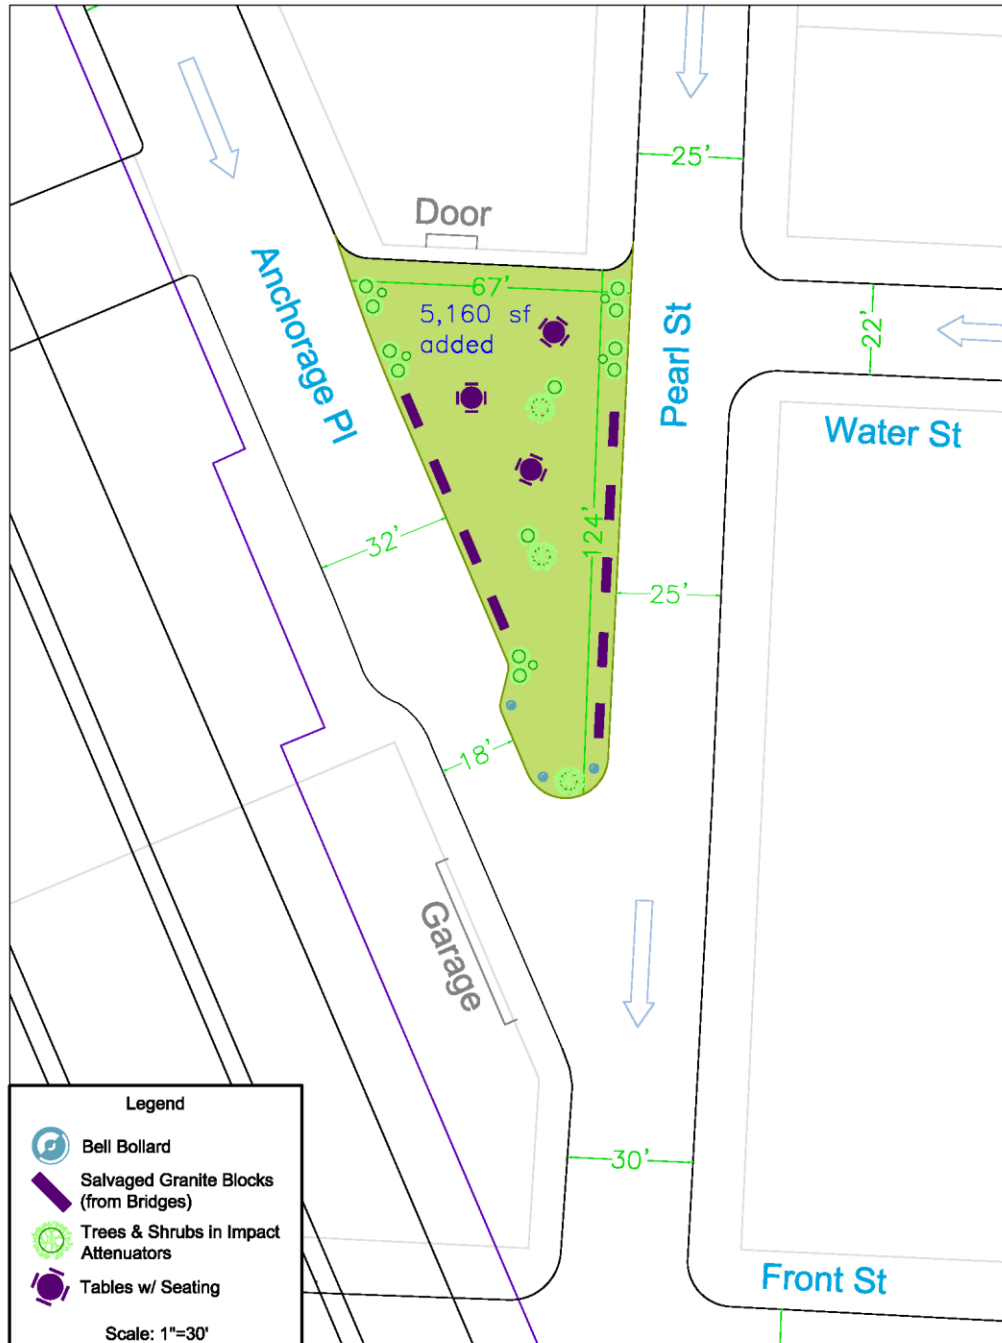 25'
Door
Anchorage Pl
67'
5,160 sf
added
Pearl St
22'
Water St
32'
124'
25'
18'
Garage
30'
Front St
Legend
Bell Bollard
Salvaged Granite Blocks
(from Bridges)
Trees & Shrubs in Impact
Attenuators
Tables w/ Seating
Scale: 1"=30'